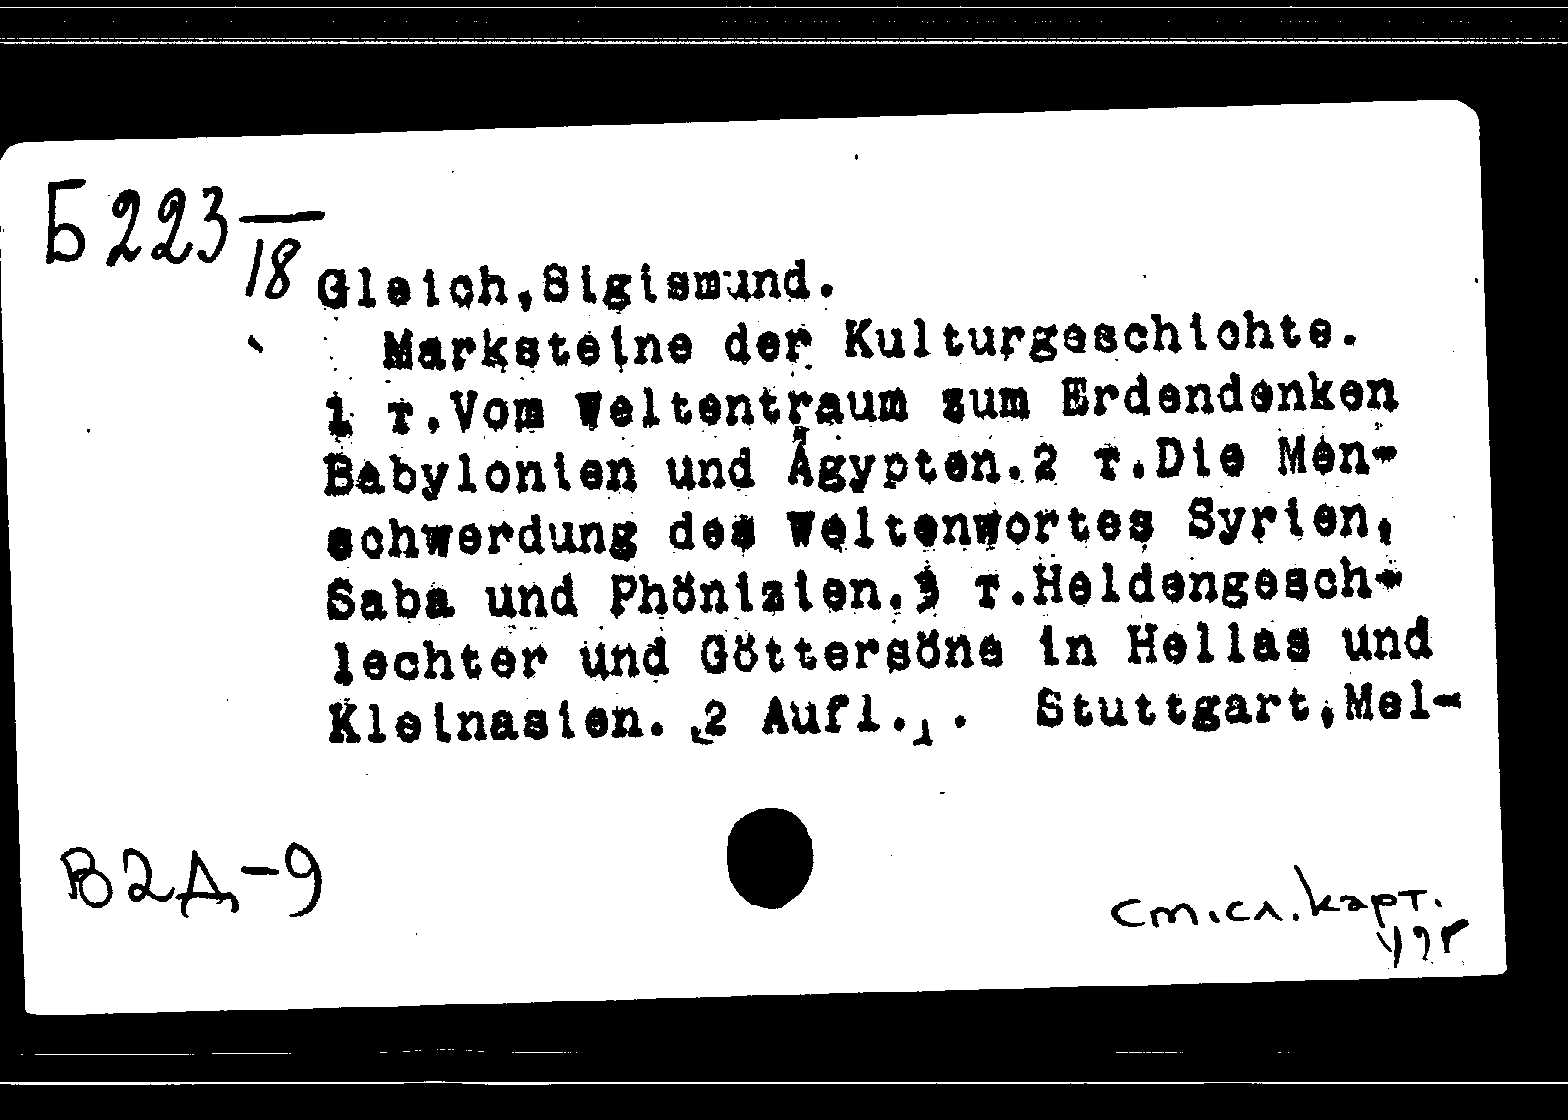 Б 223 —
18
Gleich,Sigismund.
Marksteine der Kulturgeschichte.
1 т.Vom Weltentraum zum Erdendenken
Babylonien und Ägypten.2 т.Die Men-
schwerdung des Weltenwortes Syrien,
Saba und Phönizien.3 т.Heldengesch-
lechter und Göttersöne in Hellas und
Kleinasien. 2 Aufl. . Stuttgart,Mel-
В2Д-9
см.сл.карт.